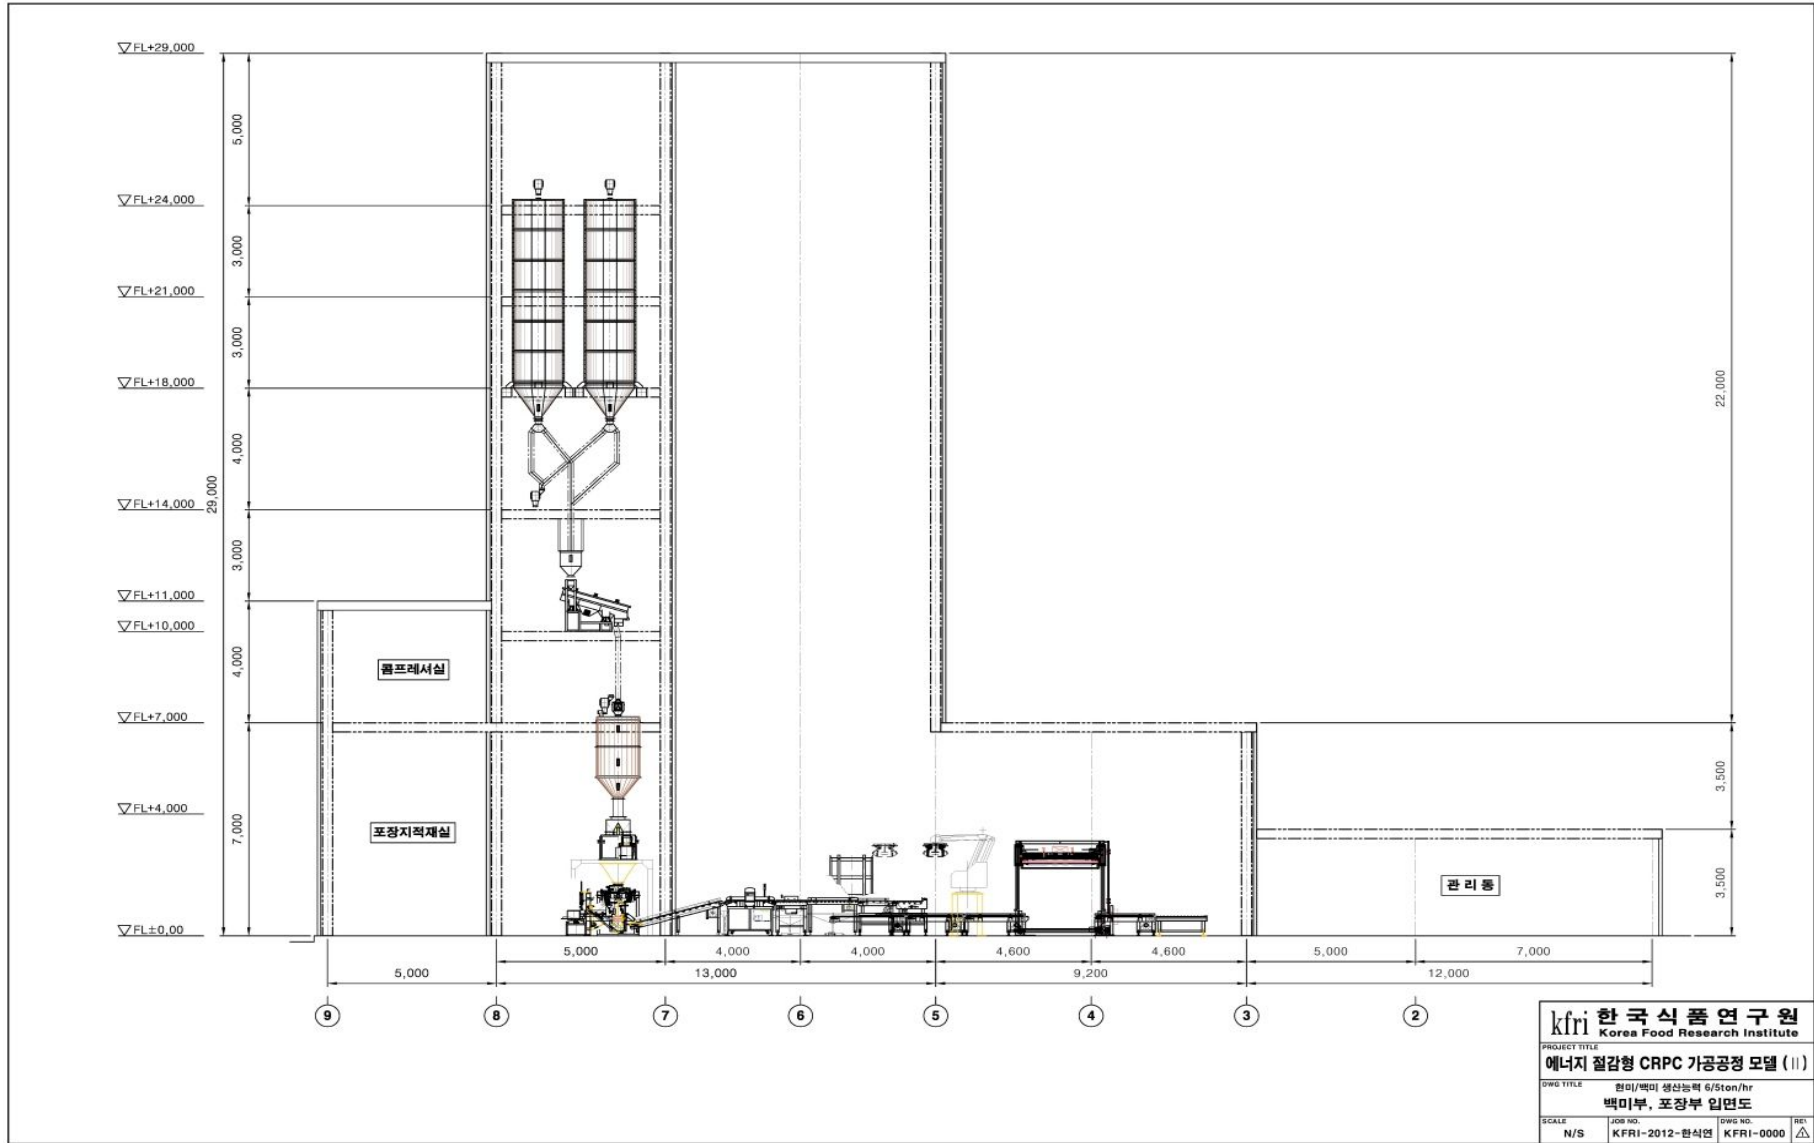 ▽FL+29,000
▽FL+24,000
▽FL+21,000
▽FL+18,000
▽FL+14,000
▽FL+11,000
▽FL+10,000
▽FL+7,000
▽FL+4,000
▽FL±0,00
29,000
5,000
3,000
3,000
4,000
3,000
4,000
7,000
22,000
3,500
3,500
콤프레셔실
포장지적재실
관 리 동
5,000 4,000 4,000 4,600 4,600 5,000 7,000
5,000 13,000 9,200 12,000
9 8 7 6 5 4 3 2
kfri 한 국 식 품 연 구 원
Korea Food Research Institute
PROJECT TITLE
에너지 절감형 CRPC 가공공정 모델 (II)
DWG TITLE
현미/백미 생산능력 6/5ton/hr
백미부, 포장부 입면도
SCALE JOB NO. DWG NO. REV.
N/S KFRI-2012-한식연 KFRI-0000